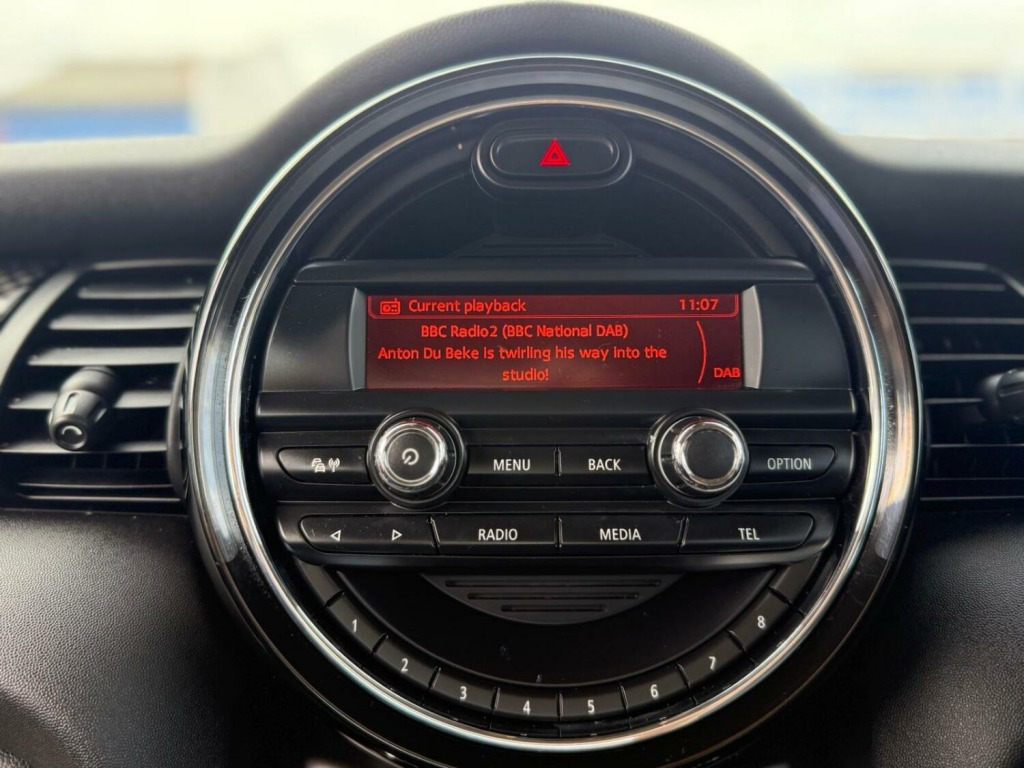 Current playback 11:07
BBC Radio2 (BBC National DAB)
Anton Du Beke is twirling his way into the
studio!
DAB
MENU BACK OPTION
RADIO MEDIA TEL
1 2 3 4 5 6 7 8